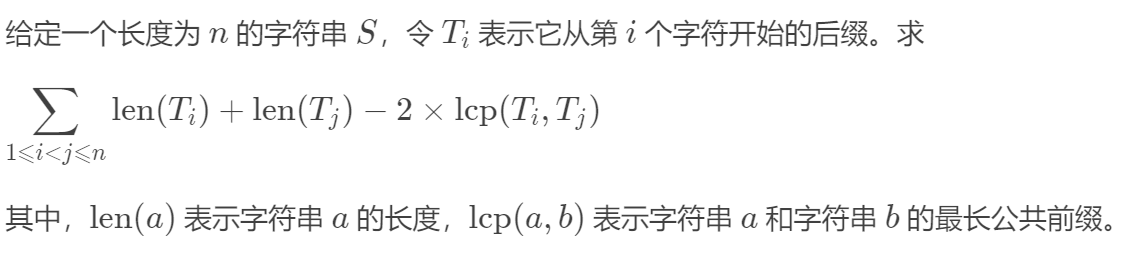 给定一个长度为 n 的字符串 S，令 T_i 表示它从第 i 个字符开始的后缀。求
∑_{1⩽i<j⩽n} len(T_i) + len(T_j) − 2 × lcp(T_i, T_j)
其中，len(a) 表示字符串 a 的长度，lcp(a, b) 表示字符串 a 和字符串 b 的最长公共前缀。